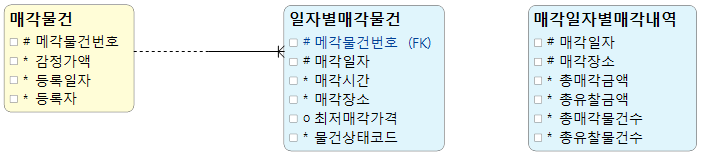 매각물건
# 메각물건번호
* 감정가액
* 등록일자
* 등록자
일자별매각물건
# 메각물건번호 (FK)
# 매각일자
* 매각시간
* 매각장소
o 최저매각가격
* 물건상태코드
매각일자별매각내역
# 매각일자
# 매각장소
* 총매각금액
* 총유찰금액
* 총매각물건수
* 총유찰물건수